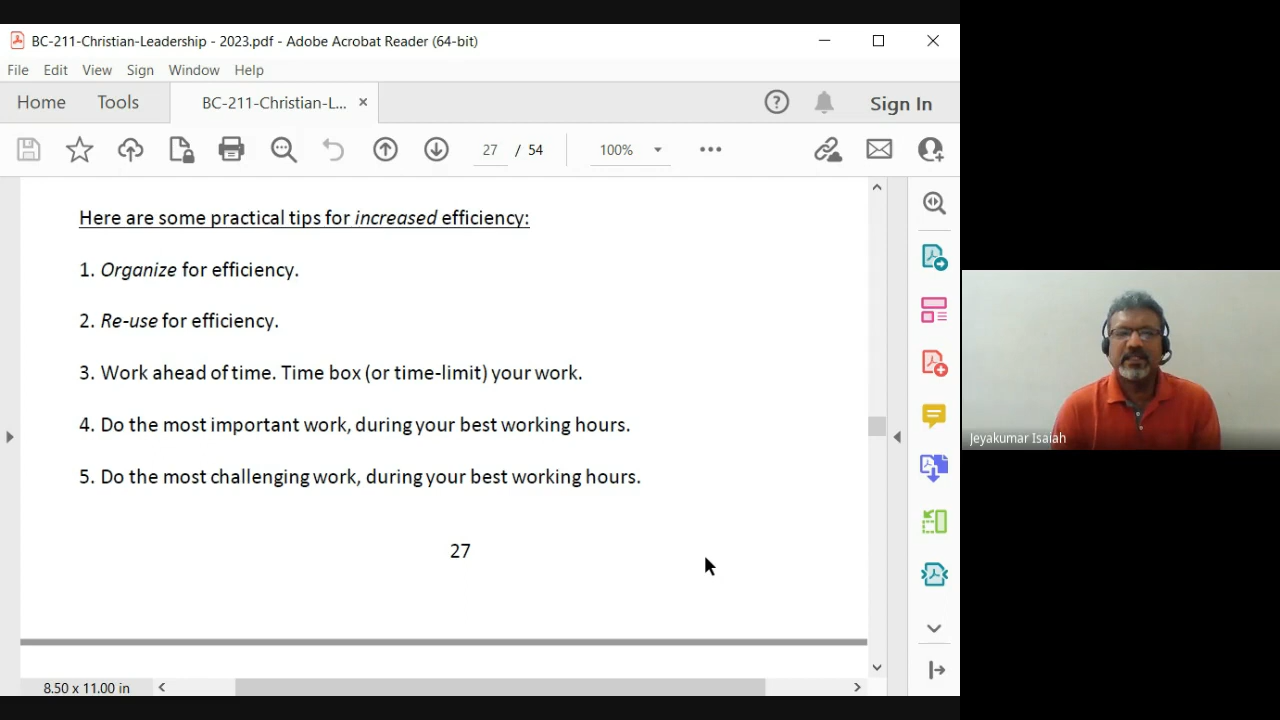 BC-211-Christian-Leadership - 2023.pdf - Adobe Acrobat Reader (64-bit)
File Edit View Sign Window Help
Home Tools BC-211-Christian-L... × Sign In
27 / 54 100%
Here are some practical tips for increased efficiency:
1. Organize for efficiency.
2. Re-use for efficiency.
3. Work ahead of time. Time box (or time-limit) your work.
4. Do the most important work, during your best working hours.
5. Do the most challenging work, during your best working hours.
27
8.50 x 11.00 in
Jeyakumar Isaiah